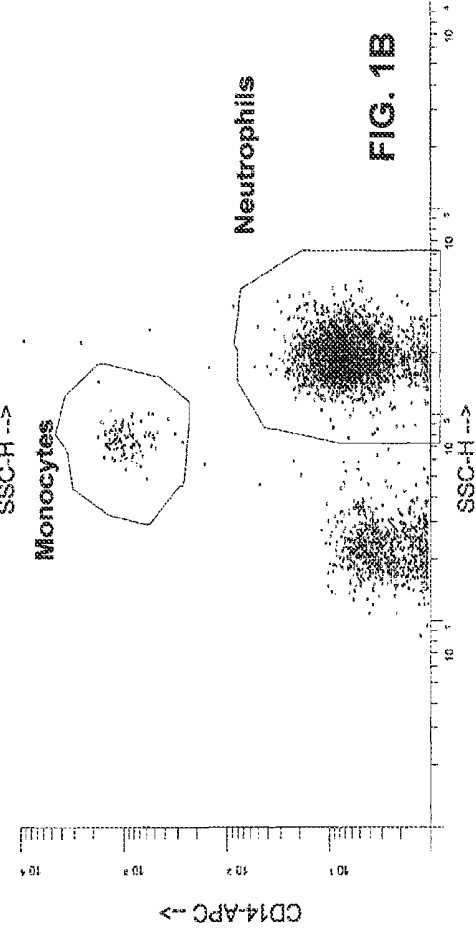 SSC-H -->
Monocytes
Neutrophils
FIG. 1B
CD14-APC -->
SSC-H -->